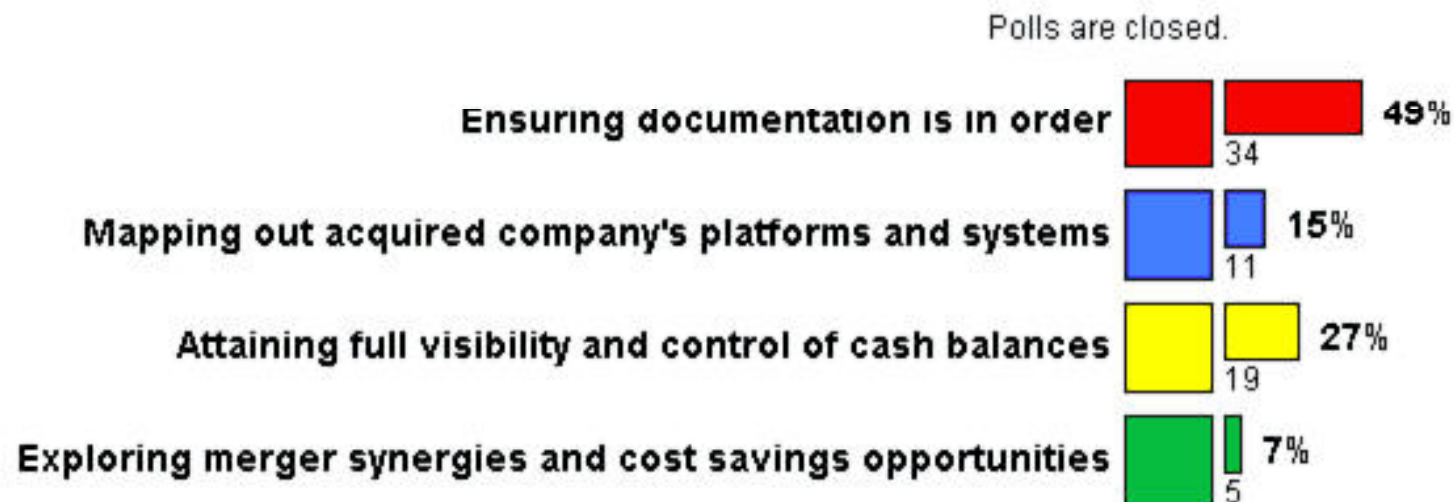 Polls are closed.
Ensuring documentation is in order 49%
34
Mapping out acquired company's platforms and systems 15%
11
Attaining full visibility and control of cash balances 27%
19
Exploring merger synergies and cost savings opportunities 7%
5